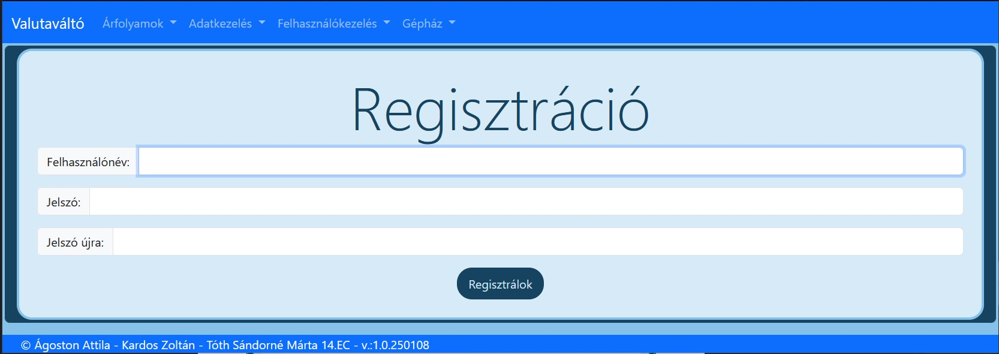 Valutaváltó Árfolyamok Adatkezelés Felhasználókezelés Gépház
Regisztráció
Felhasználónév:
Jelszó:
Jelszó újra:
Regisztrálok
© Ágoston Attila - Kardos Zoltán - Tóth Sándorné Márta 14.EC - v.:1.0.250108